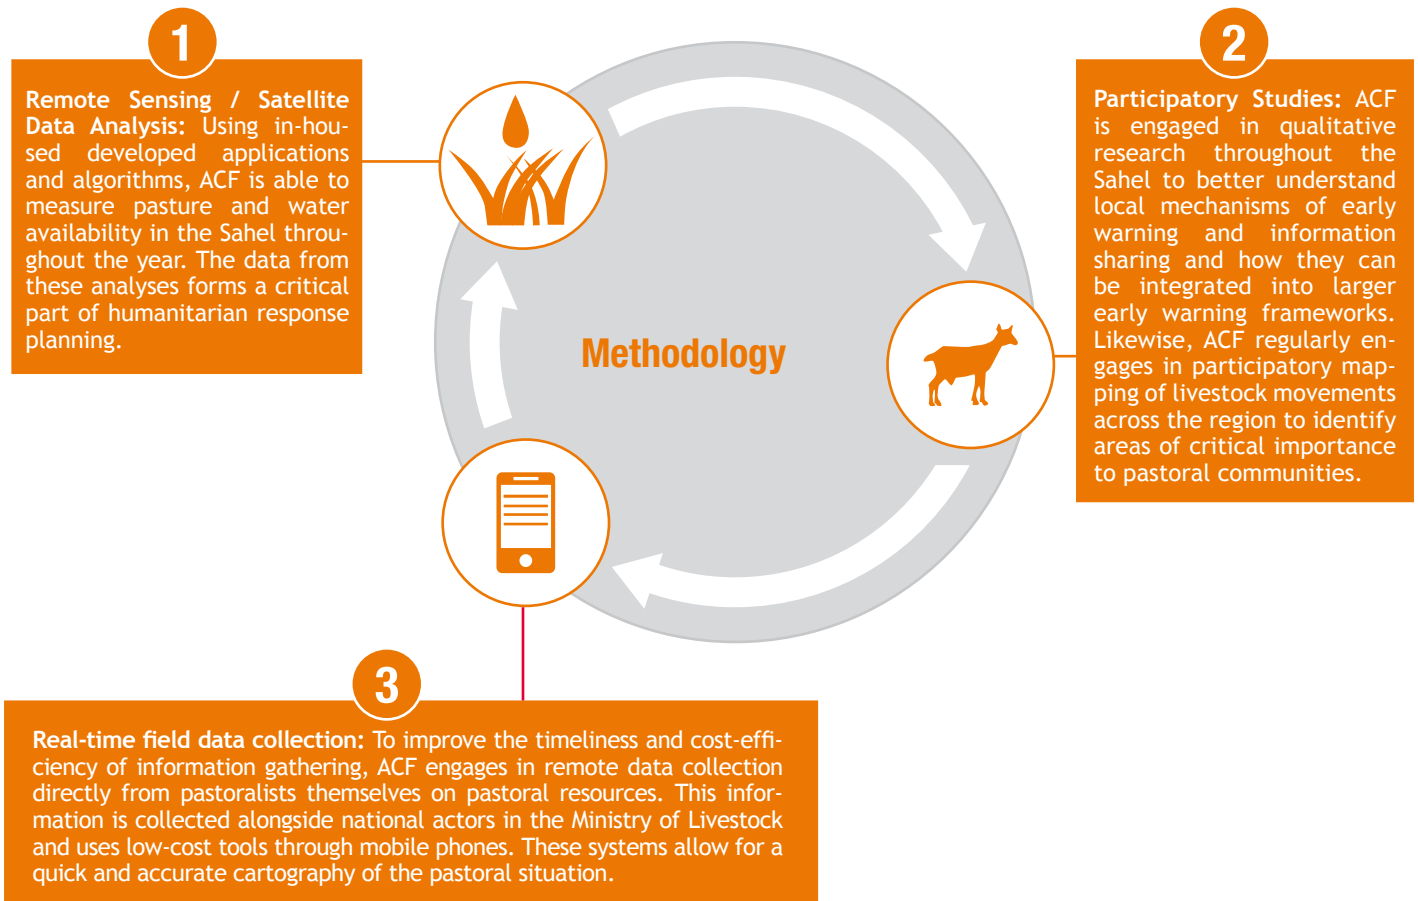 1
Remote Sensing / Satellite
Data Analysis: Using in-hou-
sed developed applications
and algorithms, ACF is able to
measure pasture and water
availability in the Sahel throu-
ghout the year. The data from
these analyses forms a critical
part of humanitarian response
planning.
2
Participatory Studies: ACF
is engaged in qualitative
research throughout the
Sahel to better understand
local mechanisms of early
warning and information
sharing and how they can
be integrated into larger
early warning frameworks.
Likewise, ACF regularly en-
gages in participatory map-
ping of livestock movements
across the region to identify
areas of critical importance
to pastoral communities.
Methodology
3
Real-time field data collection: To improve the timeliness and cost-effi-
ciency of information gathering, ACF engages in remote data collection
directly from pastoralists themselves on pastoral resources. This infor-
mation is collected alongside national actors in the Ministry of Livestock
and uses low-cost tools through mobile phones. These systems allow for a
quick and accurate cartography of the pastoral situation.